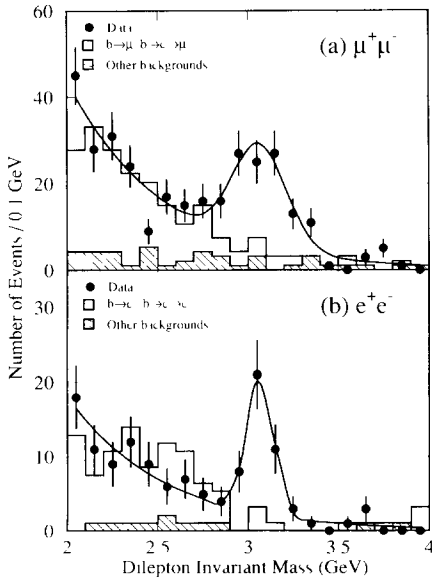 Data
b→μ b→c→μ
Other backgrounds
(a) μ⁺μ⁻
60
40
20
0
Number of Events / 0.1 GeV
Data
Other backgrounds
(b) e⁺e⁻
30
20
10
0
2 2.5 3 3.5 4
Dilepton Invariant Mass (GeV)